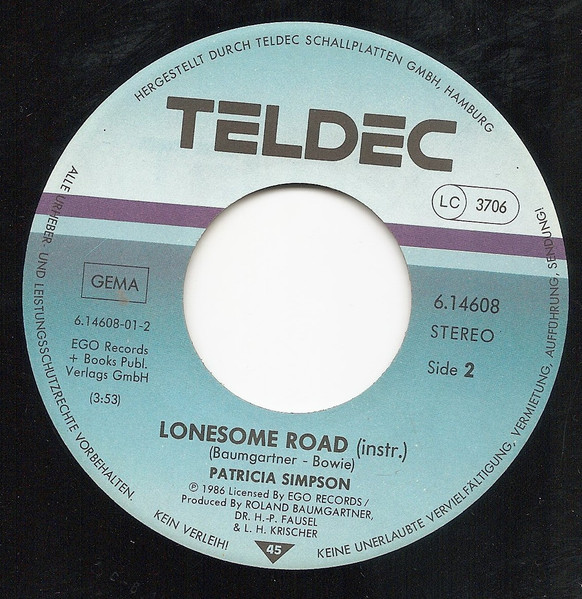 HERGESTELLT DURCH TELDEC SCHALLPLATTEN GMBH, HAMBURG
TELDEC
LC 3706
GEMA
6.14608-01-2
EGO Records
+ Books Publ.
Verlags GmbH
(3:53)
6.14608
STEREO
Side 2
LONESOME ROAD (instr.)
(Baumgartner - Bowie)
PATRICIA SIMPSON
℗ 1986 Licensed By EGO RECORDS/
Produced By ROLAND BAUMGARTNER,
DR. H.-P. FAUSEL
& L. H. KRISCHER
45
ALLE URHEBER- UND LEISTUNGSSCHUTZRECHTE VORBEHALTEN.
KEIN VERLEIH!
KEINE UNERLAUBTE VERVIELFÄLTIGUNG, VERMIETUNG, AUFFÜHRUNG, SENDUNG!